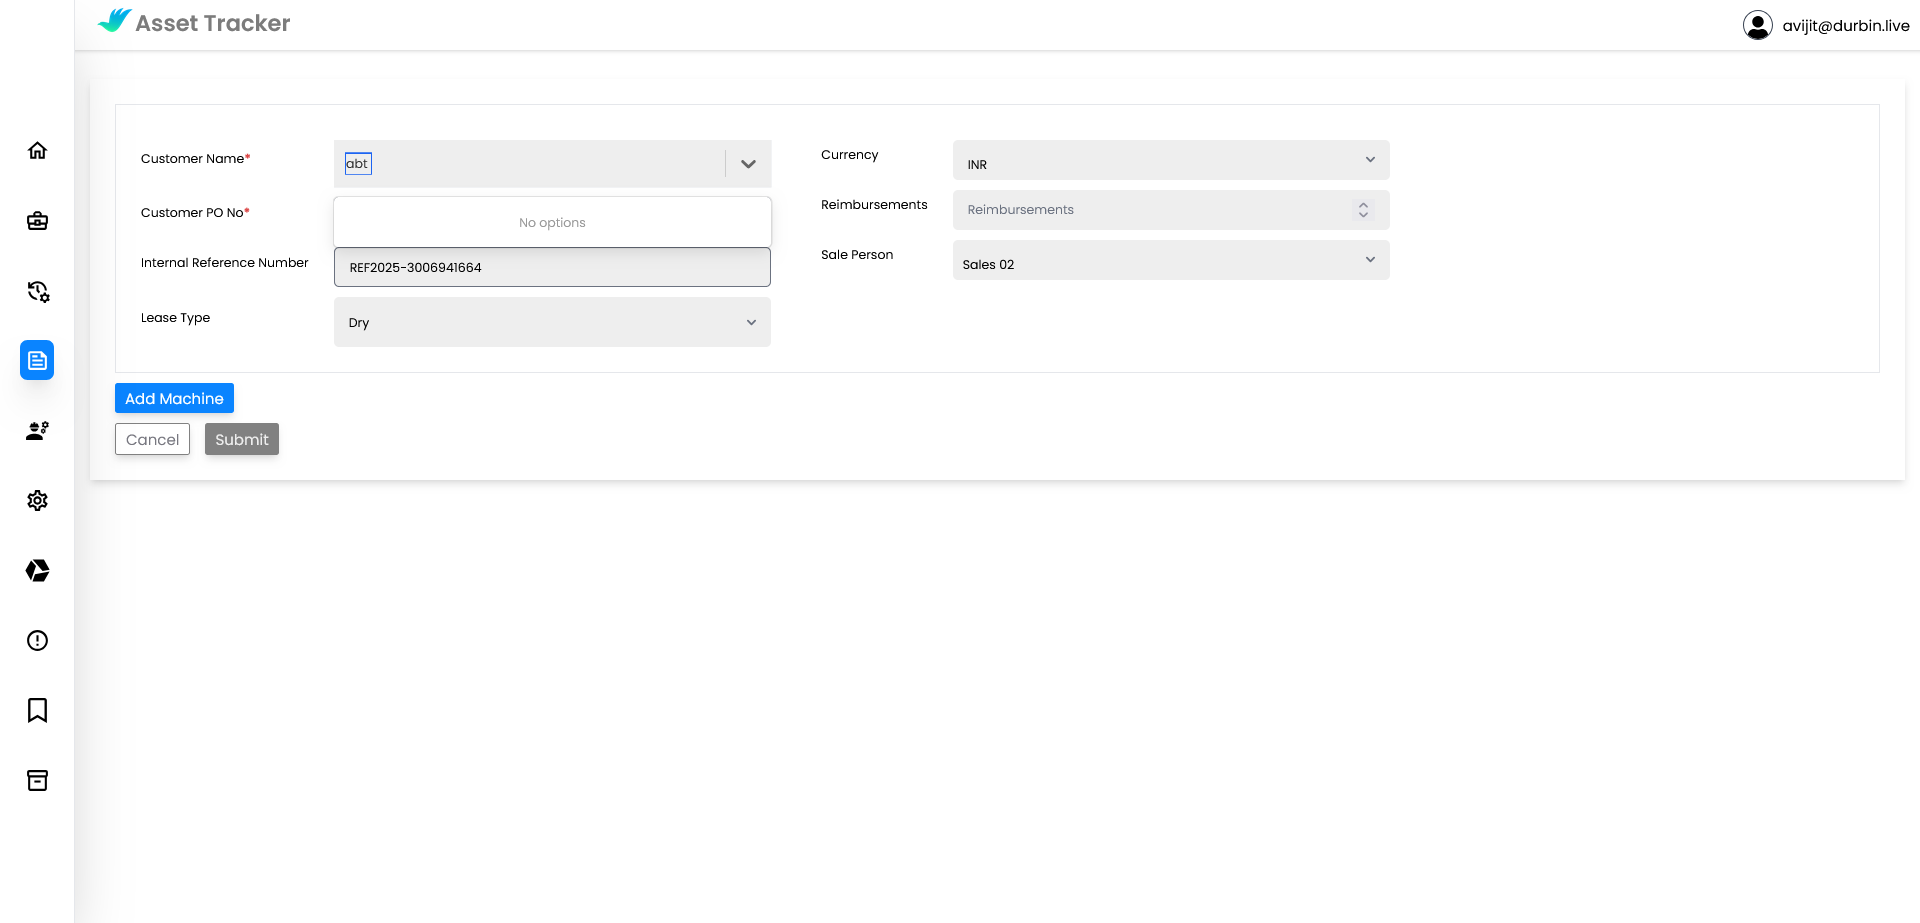 Asset Tracker
avijit@durbin.live
Customer Name*
abt
Customer PO No*
No options
Internal Reference Number
REF2025-3006941664
Lease Type
Dry
Currency
INR
Reimbursements
Reimbursements
Sale Person
Sales 02
Add Machine
Cancel
Submit